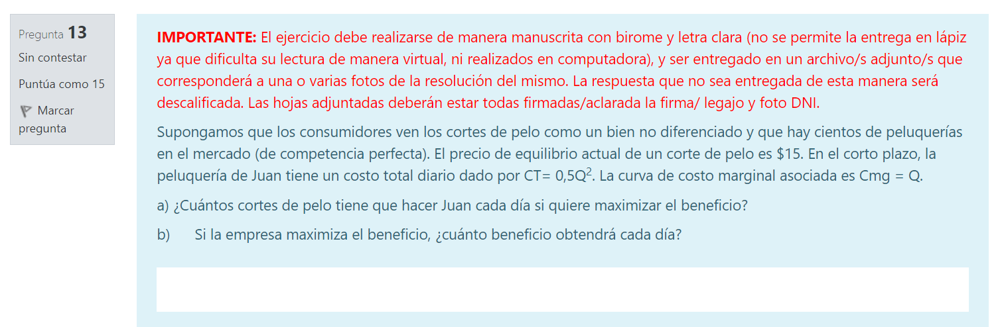 Pregunta 13
Sin contestar
Puntúa como 15
Marcar
pregunta
IMPORTANTE: El ejercicio debe realizarse de manera manuscrita con birome y letra clara (no se permite la entrega en lápiz
ya que dificulta su lectura de manera virtual, ni realizados en computadora), y ser entregado en un archivo/s adjunto/s que
corresponderá a una o varias fotos de la resolución del mismo. La respuesta que no sea entregada de esta manera será
descalificada. Las hojas adjuntadas deberán estar todas firmadas/aclarada la firma/ legajo y foto DNI.
Supongamos que los consumidores ven los cortes de pelo como un bien no diferenciado y que hay cientos de peluquerías
en el mercado (de competencia perfecta). El precio de equilibrio actual de un corte de pelo es $15. En el corto plazo, la
peluquería de Juan tiene un costo total diario dado por CT= 0,5Q². La curva de costo marginal asociada es Cmg = Q.
a) ¿Cuántos cortes de pelo tiene que hacer Juan cada día si quiere maximizar el beneficio?
b) Si la empresa maximiza el beneficio, ¿cuánto beneficio obtendrá cada día?